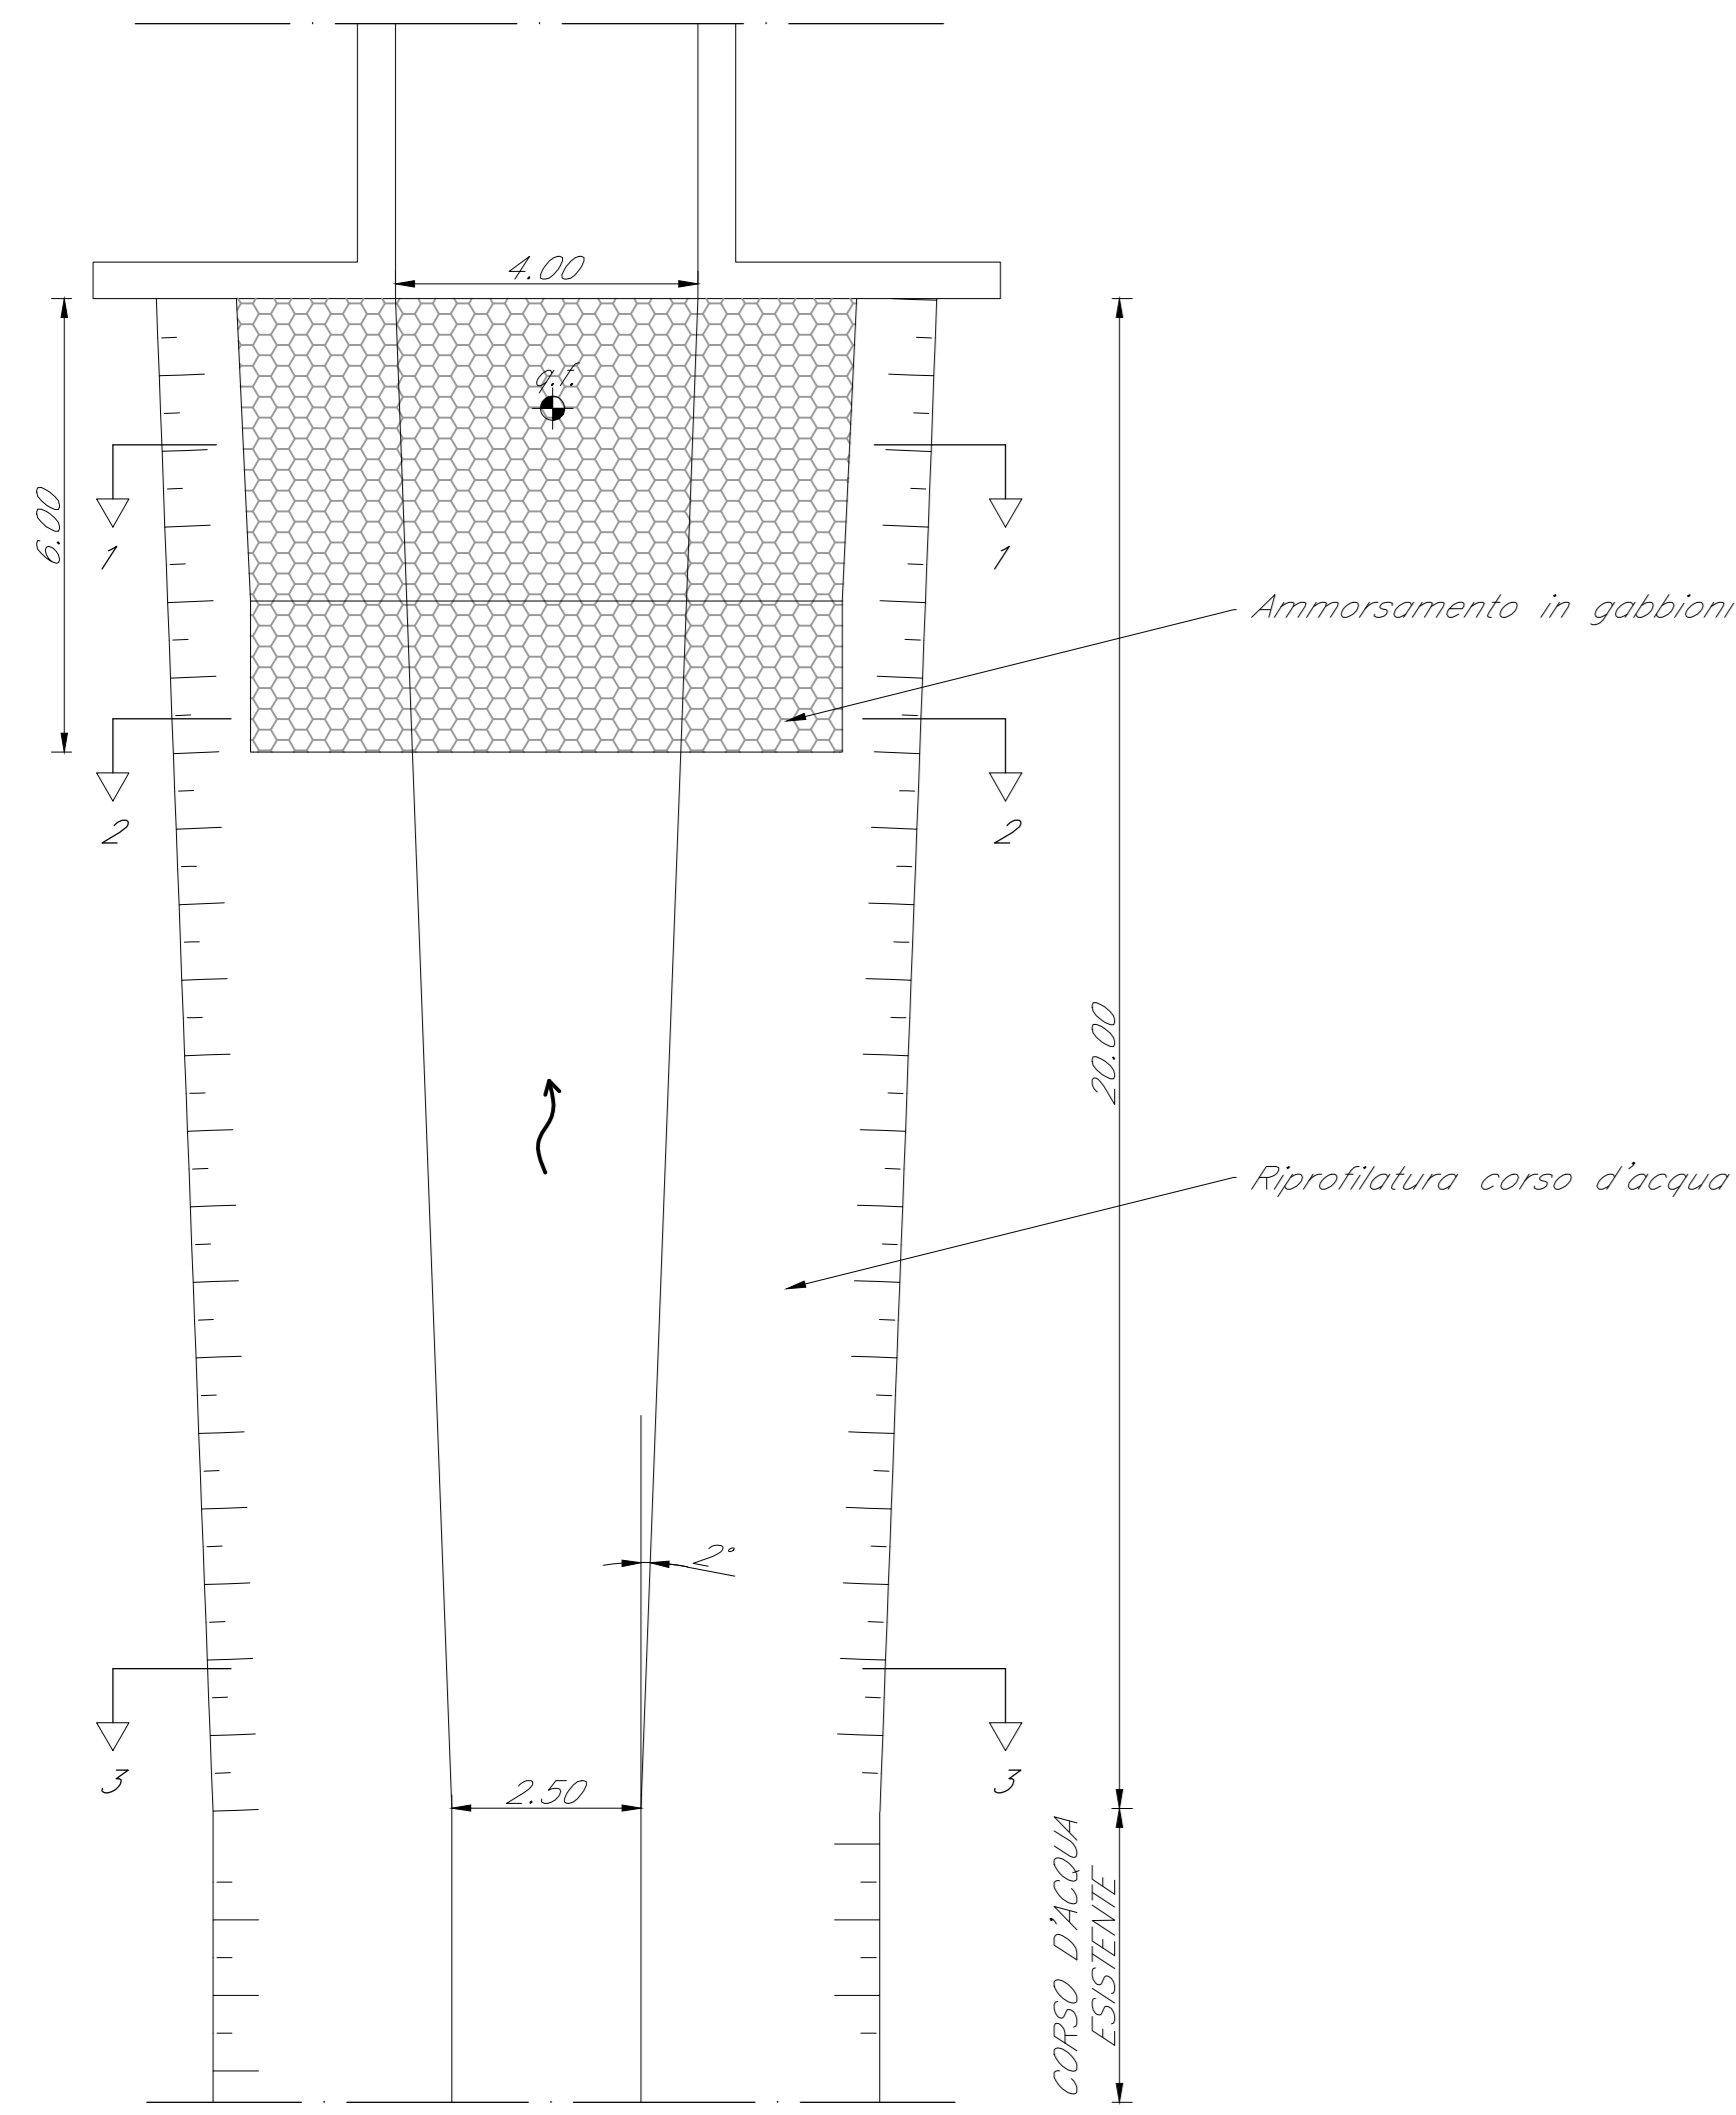 4.00
q.f.
6.00
1
1
Ammorsamento in gabbioni
2
2
20.00
Riprofilatura corso d'acqua
2°
3
3
2.50
CORSO D'ACQUA
ESISTENTE